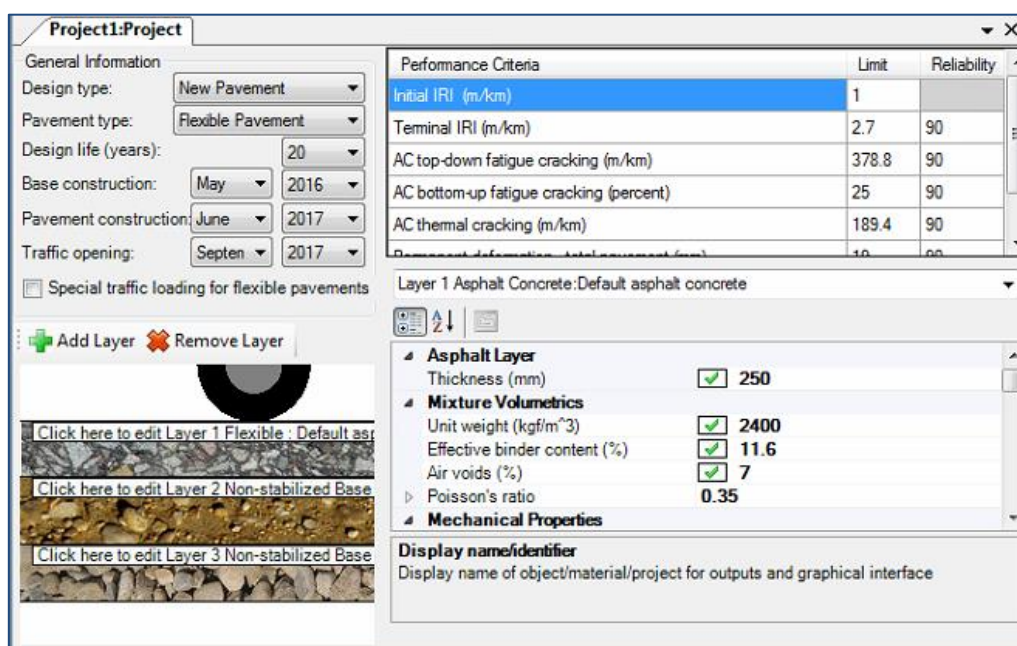 Project1:Project
General Information
Design type: New Pavement
Pavement type: Flexible Pavement
Design life (years): 20
Base construction: May 2016
Pavement construction: June 2017
Traffic opening: Septen 2017
Special traffic loading for flexible pavements
Add Layer Remove Layer
Click here to edit Layer 1 Flexible : Default asp
Click here to edit Layer 2 Non-stabilized Base
Click here to edit Layer 3 Non-stabilized Base
Performance Criteria Limit Reliability
Initial IRI (m/km) 1
Terminal IRI (m/km) 2.7 90
AC top-down fatigue cracking (m/km) 378.8 90
AC bottom-up fatigue cracking (percent) 25 90
AC thermal cracking (m/km) 189.4 90
Permanent deformation - total pavement (mm) 19 90
Layer 1 Asphalt Concrete:Default asphalt concrete
Asphalt Layer
Thickness (mm) 250
Mixture Volumetrics
Unit weight (kgf/m^3) 2400
Effective binder content (%) 11.6
Air voids (%) 7
Poisson's ratio 0.35
Mechanical Properties
Display name/identifier
Display name of object/material/project for outputs and graphical interface